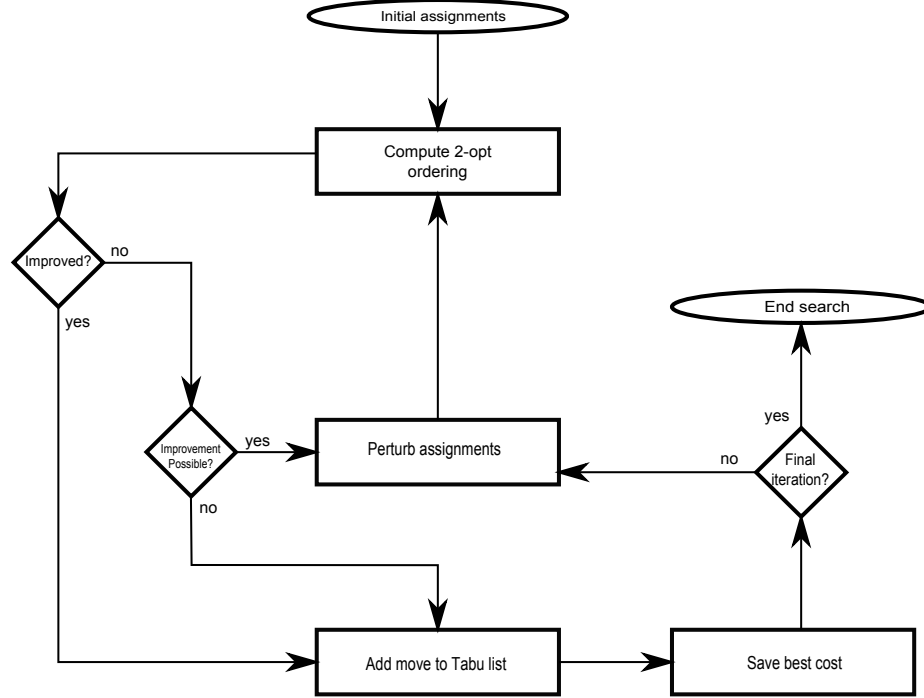 Initial assignments
Compute 2-opt
ordering
Improved?
no
yes
End search
Improvement
Possible?
yes
no
Perturb assignments
yes
no
Final
iteration?
Add move to Tabu list
Save best cost